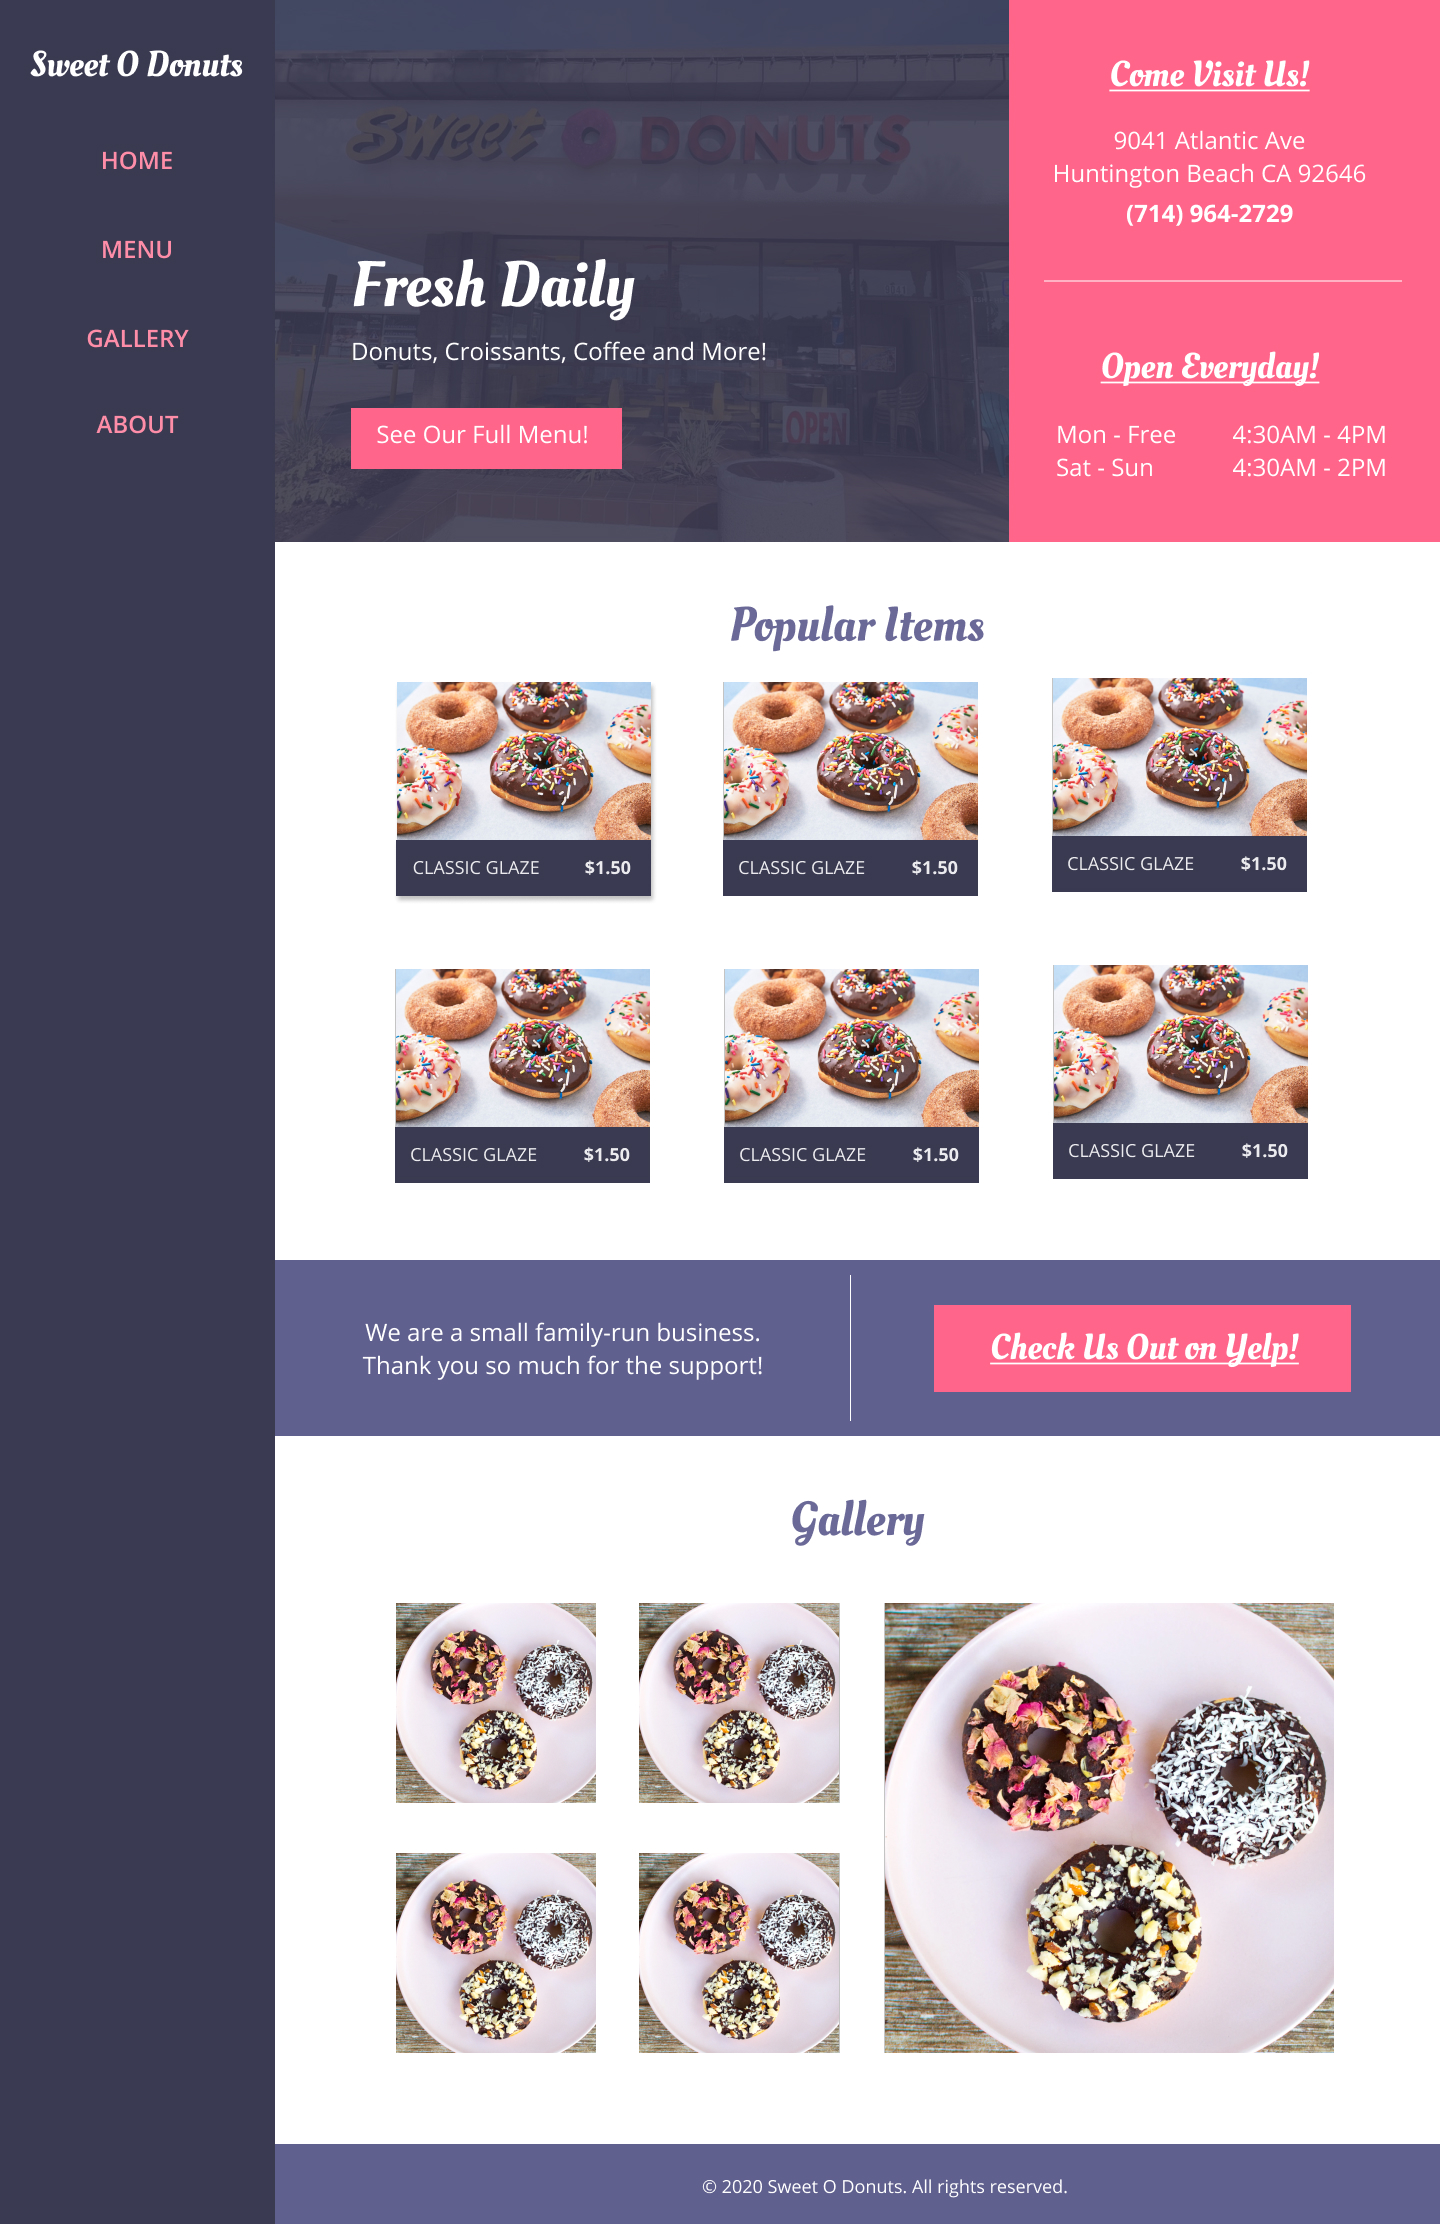 Sweet O Donuts
HOME
MENU
GALLERY
ABOUT
Sweet O DONUTS
Fresh Daily
Donuts, Croissants, Coffee and More!
OPEN
See Our Full Menu!
Come Visit Us!
9041 Atlantic Ave
Huntington Beach CA 92646
(714) 964-2729
Open Everyday!
Mon - Free 4:30AM - 4PM
Sat - Sun 4:30AM - 2PM
Popular Items
CLASSIC GLAZE $1.50
CLASSIC GLAZE $1.50
CLASSIC GLAZE $1.50
CLASSIC GLAZE $1.50
CLASSIC GLAZE $1.50
CLASSIC GLAZE $1.50
We are a small family-run business.
Thank you so much for the support!
Check Us Out on Yelp!
Gallery
© 2020 Sweet O Donuts. All rights reserved.